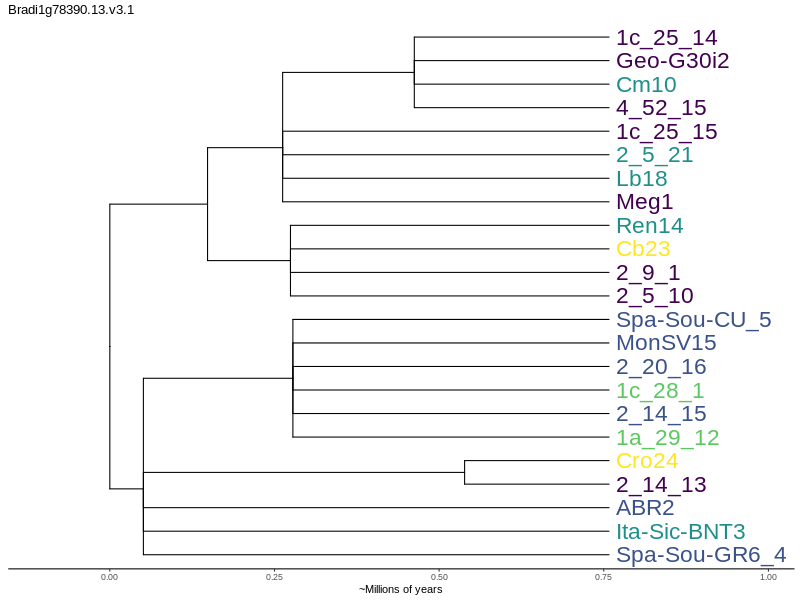 Bradi1g78390.13.v3.1
1c_25_14
Geo-G30i2
Cm10
4_52_15
1c_25_15
2_5_21
Lb18
Meg1
Ren14
Cb23
2_9_1
2_5_10
Spa-Sou-CU_5
MonSV15
2_20_16
1c_28_1
2_14_15
1a_29_12
Cro24
2_14_13
ABR2
Ita-Sic-BNT3
Spa-Sou-GR6_4
0.00 0.25 0.50 0.75 1.00
~Millions of years